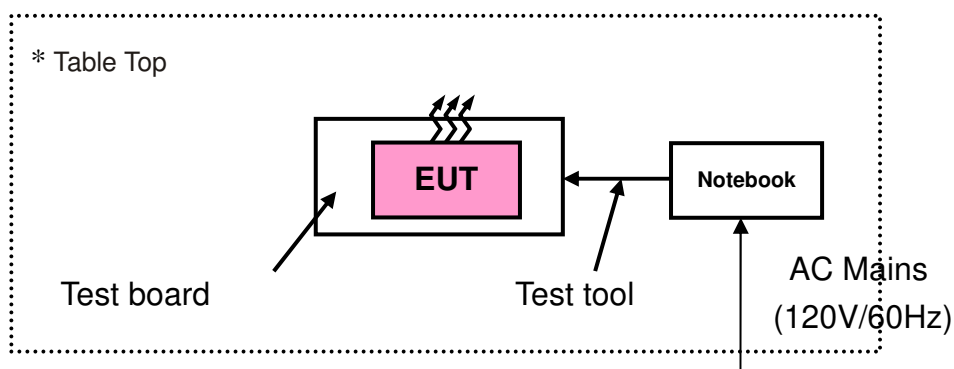 * Table Top
EUT
Notebook
Test board
Test tool
AC Mains
(120V/60Hz)